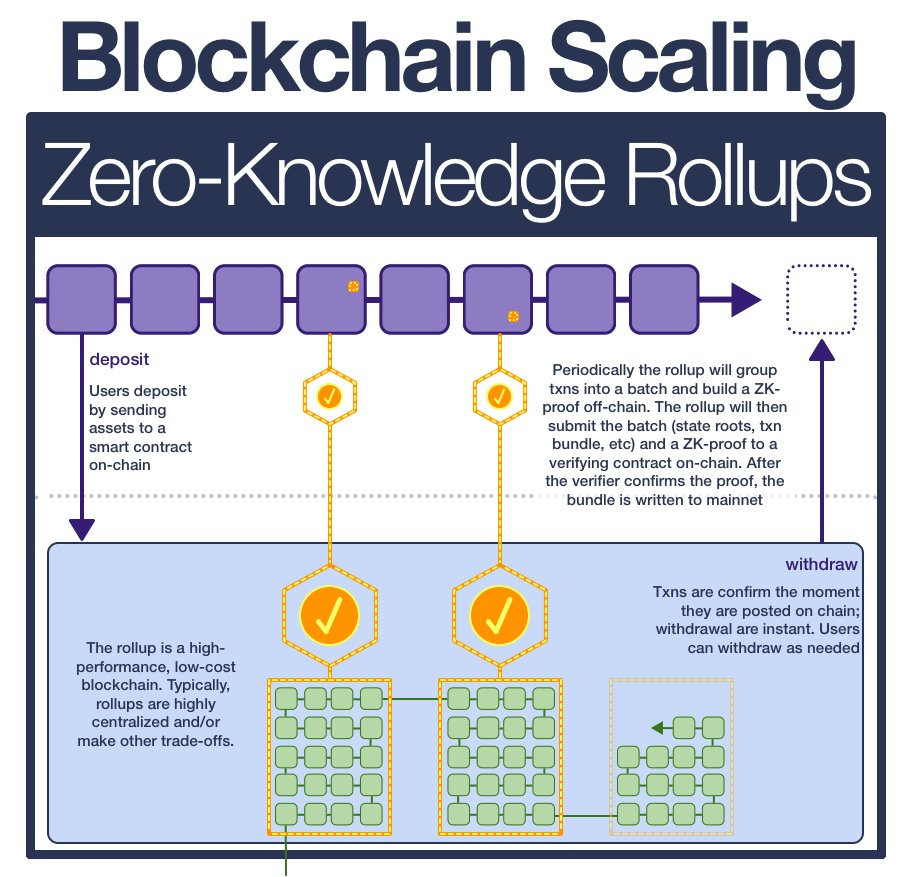 Blockchain Scaling
Zero-Knowledge Rollups
deposit
Users deposit
by sending
assets to a
smart contract
on-chain
Periodically the rollup will group
txns into a batch and build a ZK-
proof off-chain. The rollup will then
submit the batch (state roots, txn
bundle, etc) and a ZK-proof to a
verifying contract on-chain. After
the verifier confirms the proof, the
bundle is written to mainnet
withdraw
Txns are confirm the moment
they are posted on chain;
withdrawal are instant. Users
can withdraw as needed
The rollup is a high-
performance, low-cost
blockchain. Typically,
rollups are highly
centralized and/or
make other trade-offs.